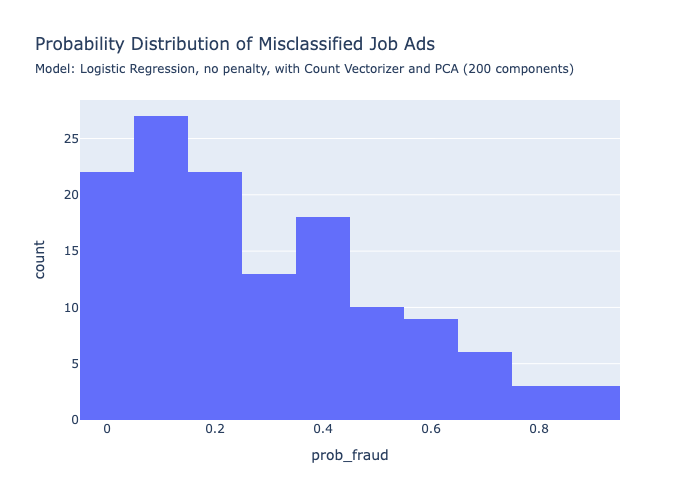 Probability Distribution of Misclassified Job Ads
Model: Logistic Regression, no penalty, with Count Vectorizer and PCA (200 components)
25
20
15
10
5
0
count
0 0.2 0.4 0.6 0.8
prob_fraud